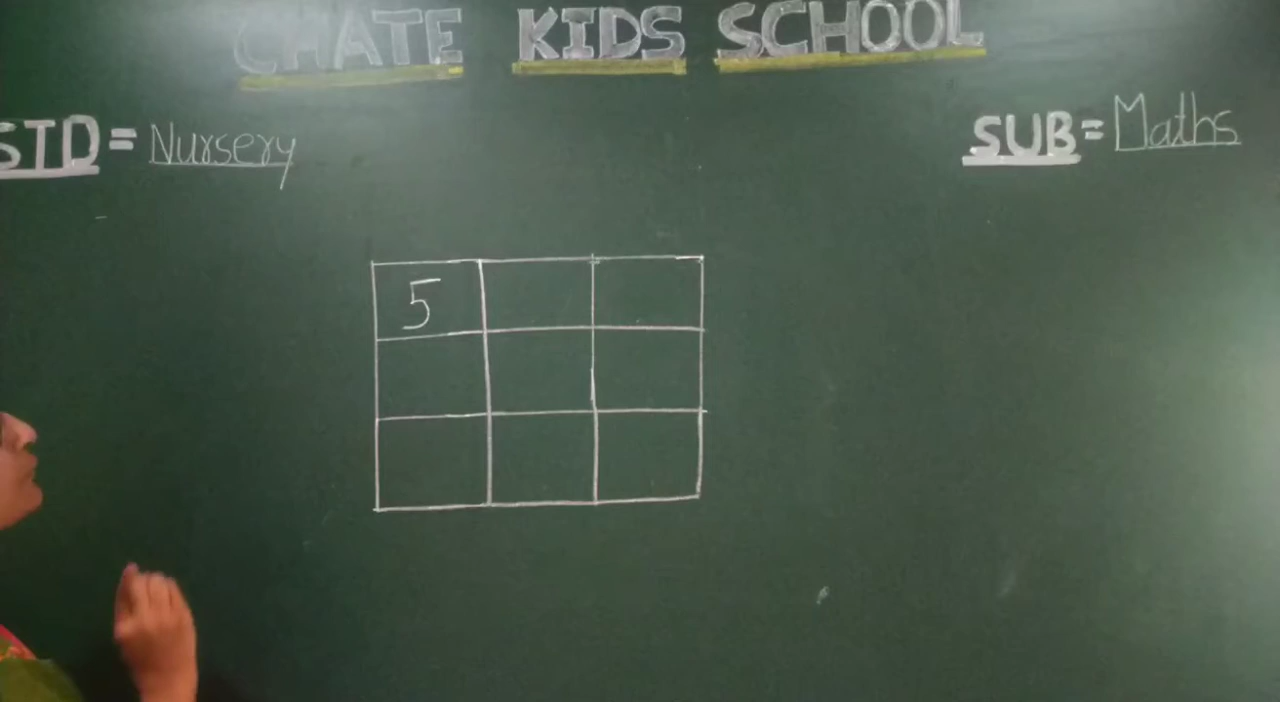 CHATE KIDS SCHOOL
STD = Nursery
SUB = Maths
5